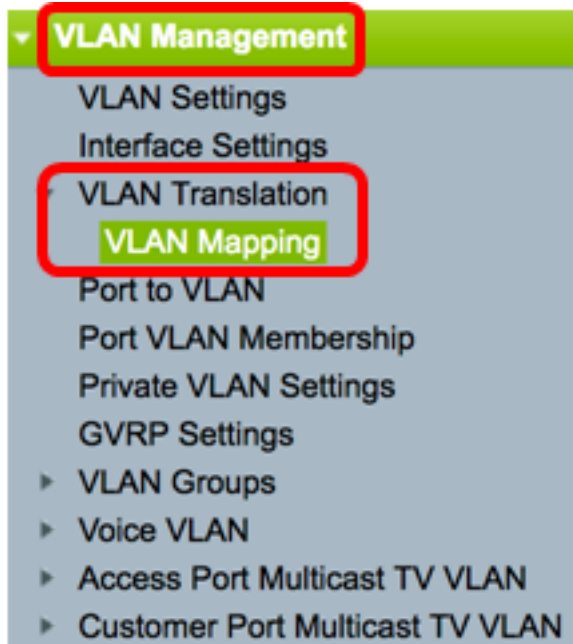 VLAN Management
VLAN Settings
Interface Settings
VLAN Translation
VLAN Mapping
Port to VLAN
Port VLAN Membership
Private VLAN Settings
GVRP Settings
VLAN Groups
Voice VLAN
Access Port Multicast TV VLAN
Customer Port Multicast TV VLAN